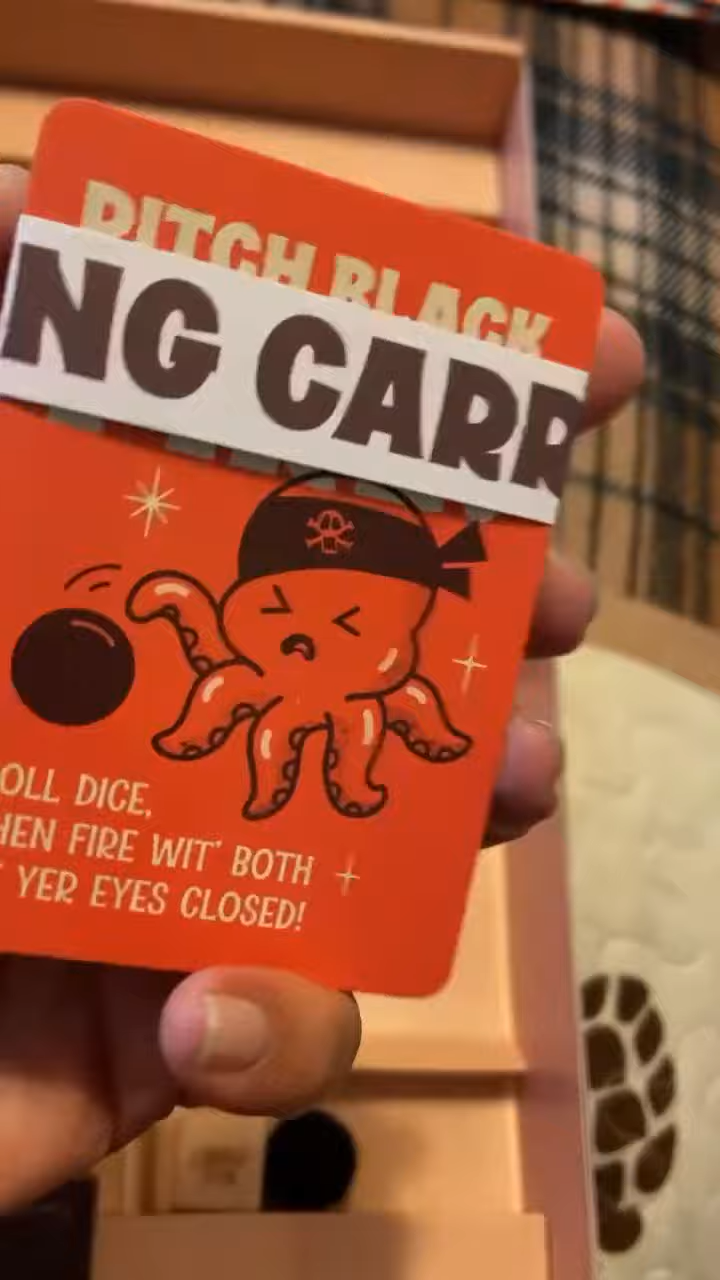 PITCH BLACK
NG CARR
OLL DICE,
HEN FIRE WIT' BOTH
YER EYES CLOSED!